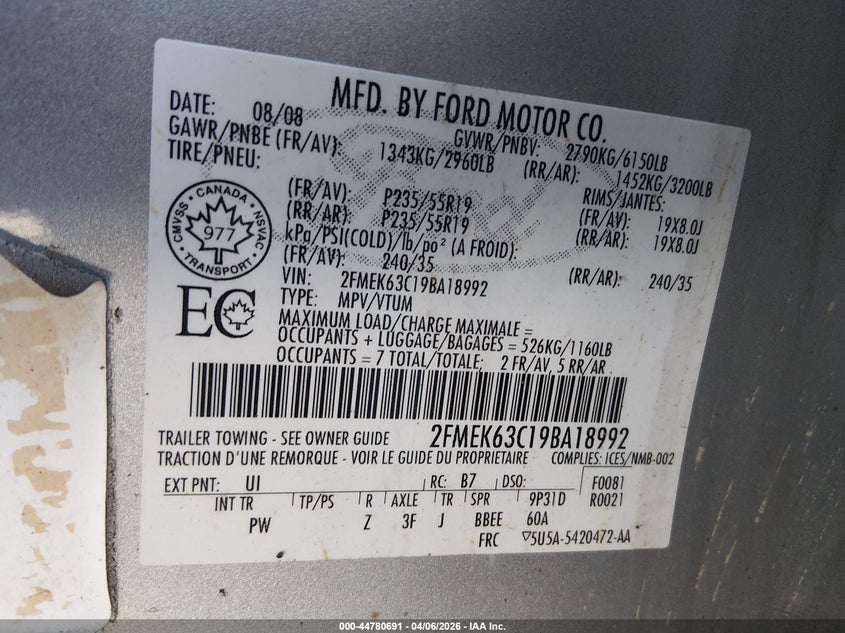 MFD. BY FORD MOTOR CO.
DATE: 08/08 GVWR/PNBV: 2790KG/6150LB
GAWR/PNBE (FR/AV): 1343KG/2960LB (RR/AR): 1452KG/3200LB
TIRE/PNEU: RIMS/JANTES:
(FR/AV): P235/55R19 (FR/AV): 19X8.0J
(RR/AR): P235/55R19 (RR/AR): 19X8.0J
kPa/PSI(COLD)/lb/po² (A FROID):
(FR/AV): 240/35 (RR/AR): 240/35
VIN: 2FMEK63C19BA18992
TYPE: MPV/VTUM
CANADA
CMVSS NSVAC
977
TRANSPORT
EC
MAXIMUM LOAD/CHARGE MAXIMALE =
OCCUPANTS + LUGGAGE/BAGAGES = 526KG/1160LB
OCCUPANTS = 7 TOTAL/TOTALE; 2 FR/AV, 5 RR/AR
TRAILER TOWING - SEE OWNER GUIDE 2FMEK63C19BA18992
TRACTION D'UNE REMORQUE - VOIR LE GUIDE DU PROPRIETAIRE COMPLIES: ICES/NMB-002
EXT PNT: UI RC: B7 DSO: F0081
INT TR TP/PS R AXLE TR SPR 9P31D R0021
PW Z 3F J BBEE 60A
FRC 5U5A-5420472-AA
000-44780691 - 04/06/2026 - IAA Inc.